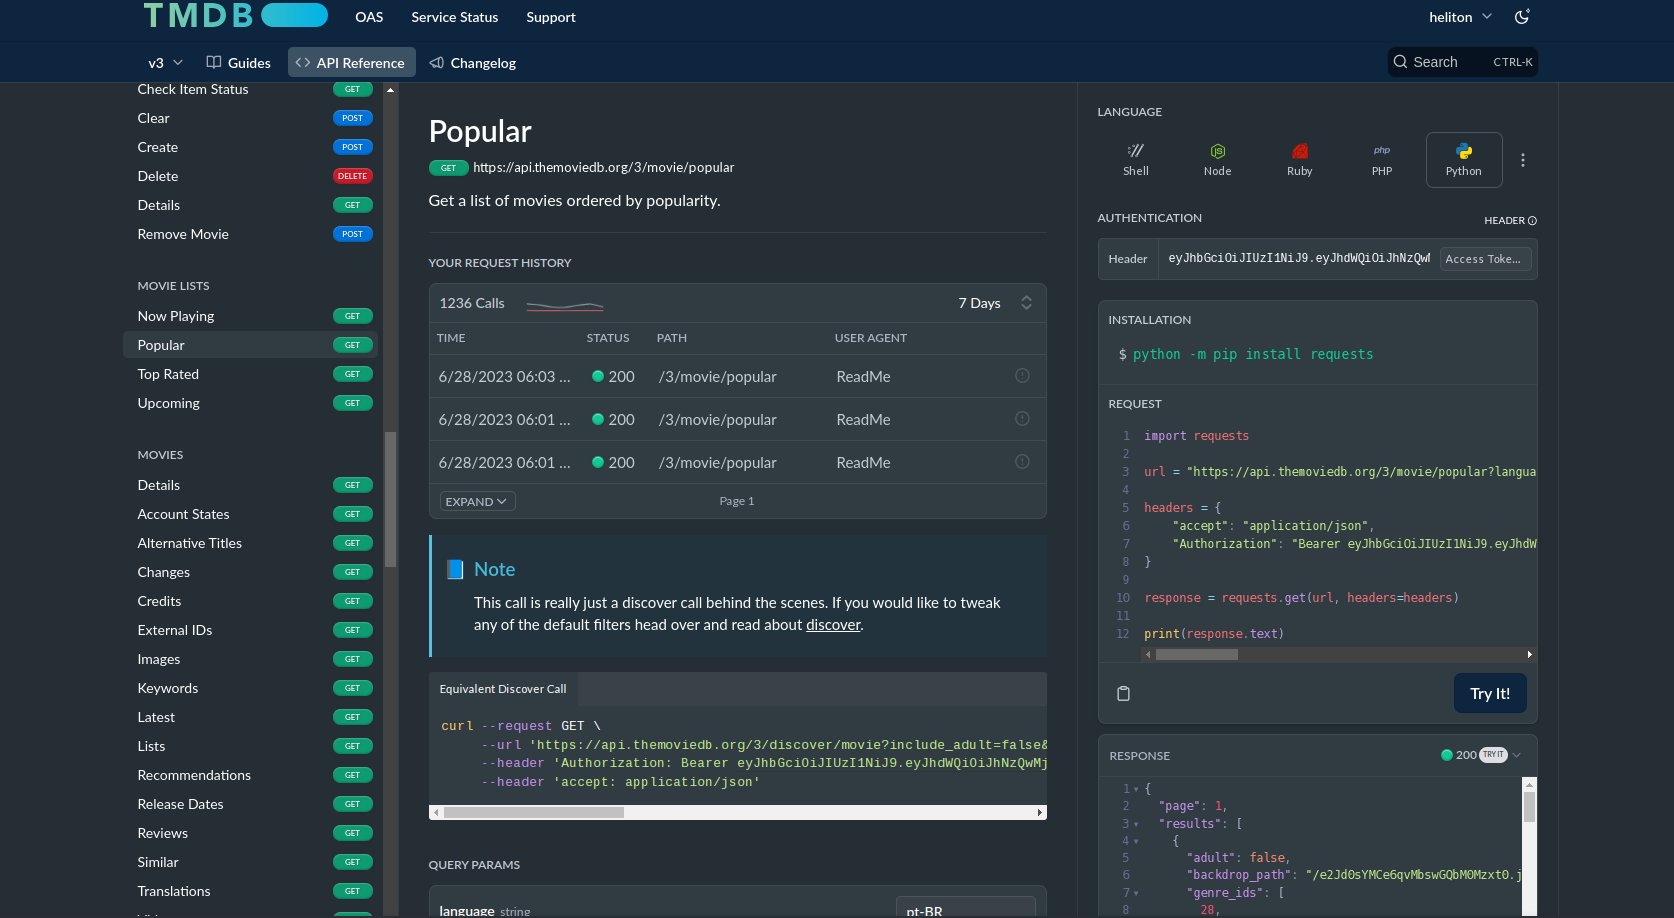 TMDB
OAS
Service Status
Support
heliton
v3
Guides
API Reference
Changelog
Search
CTRL-K
Check Item Status GET
Clear POST
Create POST
Delete DELETE
Details GET
Remove Movie POST
MOVIE LISTS
Now Playing GET
Popular GET
Top Rated GET
Upcoming GET
MOVIES
Details GET
Account States GET
Alternative Titles GET
Changes GET
Credits GET
External IDs GET
Images GET
Keywords GET
Latest GET
Lists GET
Recommendations GET
Release Dates GET
Reviews GET
Similar GET
Translations GET
Popular
GET https://api.themoviedb.org/3/movie/popular
Get a list of movies ordered by popularity.
YOUR REQUEST HISTORY
1236 Calls 7 Days
TIME STATUS PATH USER AGENT
6/28/2023 06:03 ... 200 /3/movie/popular ReadMe
6/28/2023 06:01 ... 200 /3/movie/popular ReadMe
6/28/2023 06:01 ... 200 /3/movie/popular ReadMe
EXPAND Page 1
Note
This call is really just a discover call behind the scenes. If you would like to tweak
any of the default filters head over and read about discover.
Equivalent Discover Call
curl --request GET \
--url 'https://api.themoviedb.org/3/discover/movie?include_adult=false&
--header 'Authorization: Bearer eyJhbGciOiJIUzI1NiJ9.eyJhdWQiOiJhNzQwMj
--header 'accept: application/json'
QUERY PARAMS
language string pt-BR
LANGUAGE
Shell
Node
Ruby
php
PHP
Python
AUTHENTICATION HEADER
Header eyJhbGciOiJIUzI1NiJ9.eyJhdWQiOiJhNzQwM Access Toke...
INSTALLATION
$ python -m pip install requests
REQUEST
1 import requests
2
3 url = "https://api.themoviedb.org/3/movie/popular?langua
4
5 headers = {
6 "accept": "application/json",
7 "Authorization": "Bearer eyJhbGciOiJIUzI1NiJ9.eyJhdW
8 }
9
10 response = requests.get(url, headers=headers)
11
12 print(response.text)
Try It!
RESPONSE 200 TRY IT
1 {
2 "page": 1,
3 "results": [
4 {
5 "adult": false,
6 "backdrop_path": "/e2Jd0sYMCe6qvMbswGQbM0Mzxt0.j
7 "genre_ids": [
8 28,